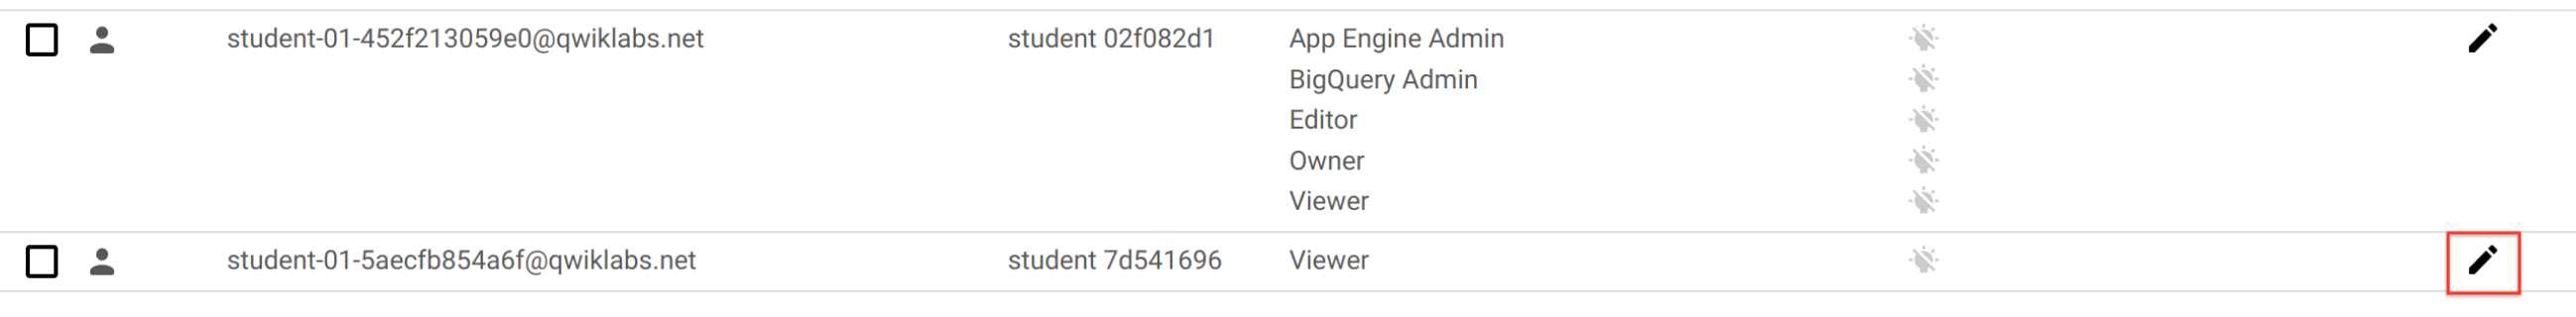 student-01-452f213059e0@qwiklabs.net student 02f082d1 App Engine Admin
BigQuery Admin
Editor
Owner
Viewer
student-01-5aecfb854a6f@qwiklabs.net student 7d541696 Viewer